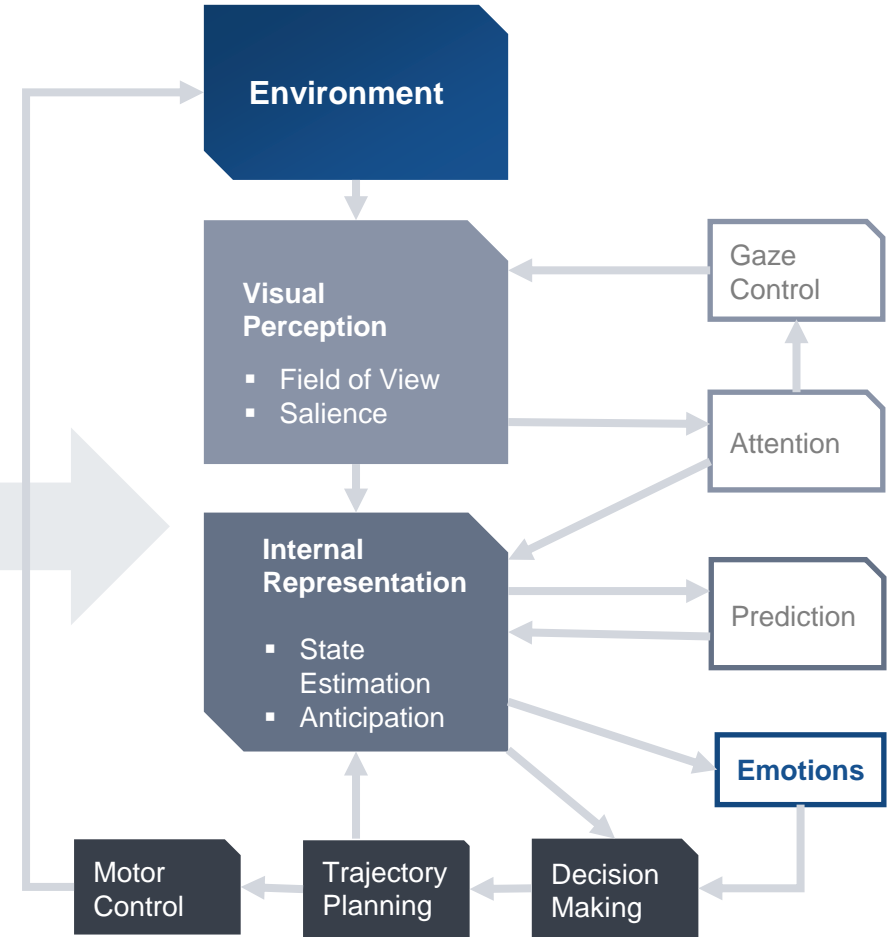 Environment
Visual
Perception
▪ Field of View
▪ Salience
Gaze
Control
Attention
Internal
Representation
▪ State
Estimation
▪ Anticipation
Prediction
Emotions
Motor
Control
Trajectory
Planning
Decision
Making